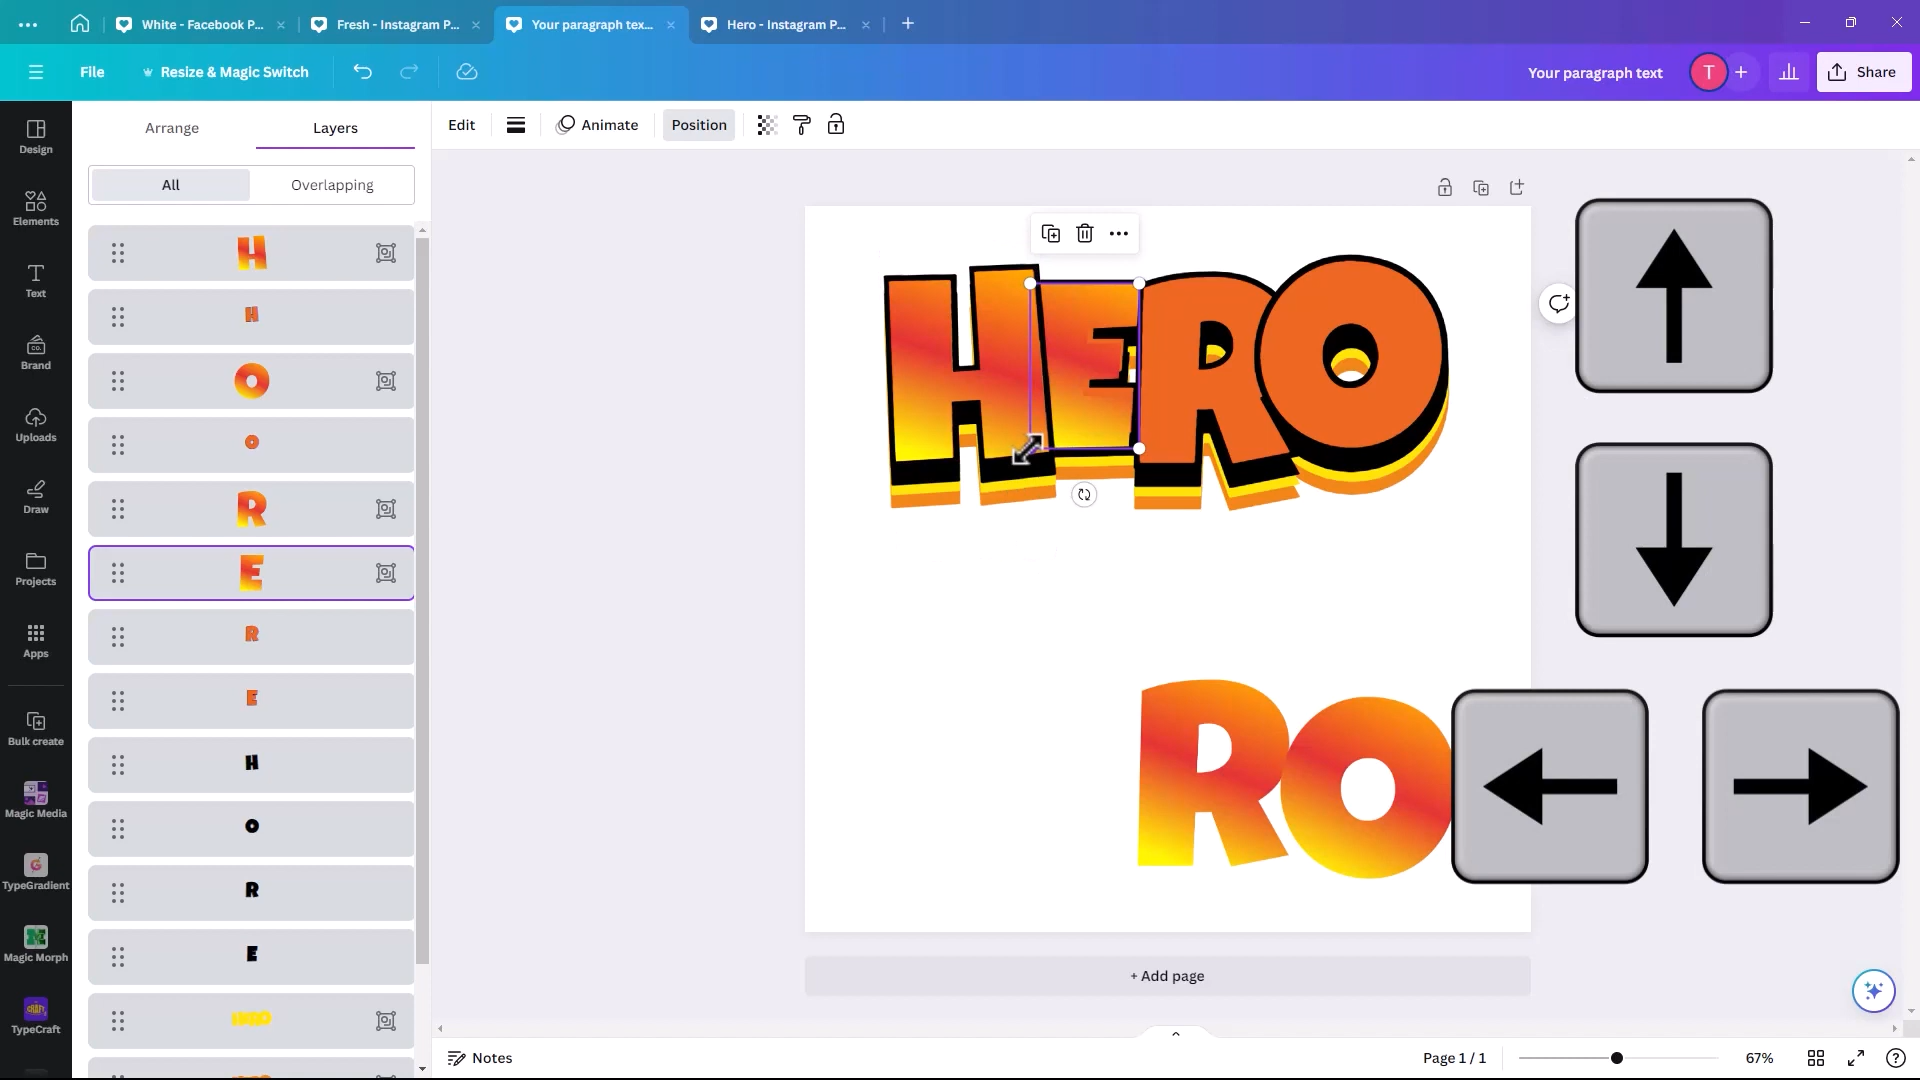 White - Facebook P...
Fresh - Instagram P...
Your paragraph tex...
Hero - Instagram P...
File
Resize & Magic Switch
Your paragraph text
T
Share
Design
Elements
Text
Brand
Uploads
Draw
Projects
Apps
Bulk create
Magic Media
TypeGradient
Magic Morph
TypeCraft
Arrange
Layers
All
Overlapping
H
H
O
O
R
E
R
E
H
O
R
E
HERO
Edit
Animate
Position
HERO
RO
+ Add page
Notes
Page 1 / 1
67%